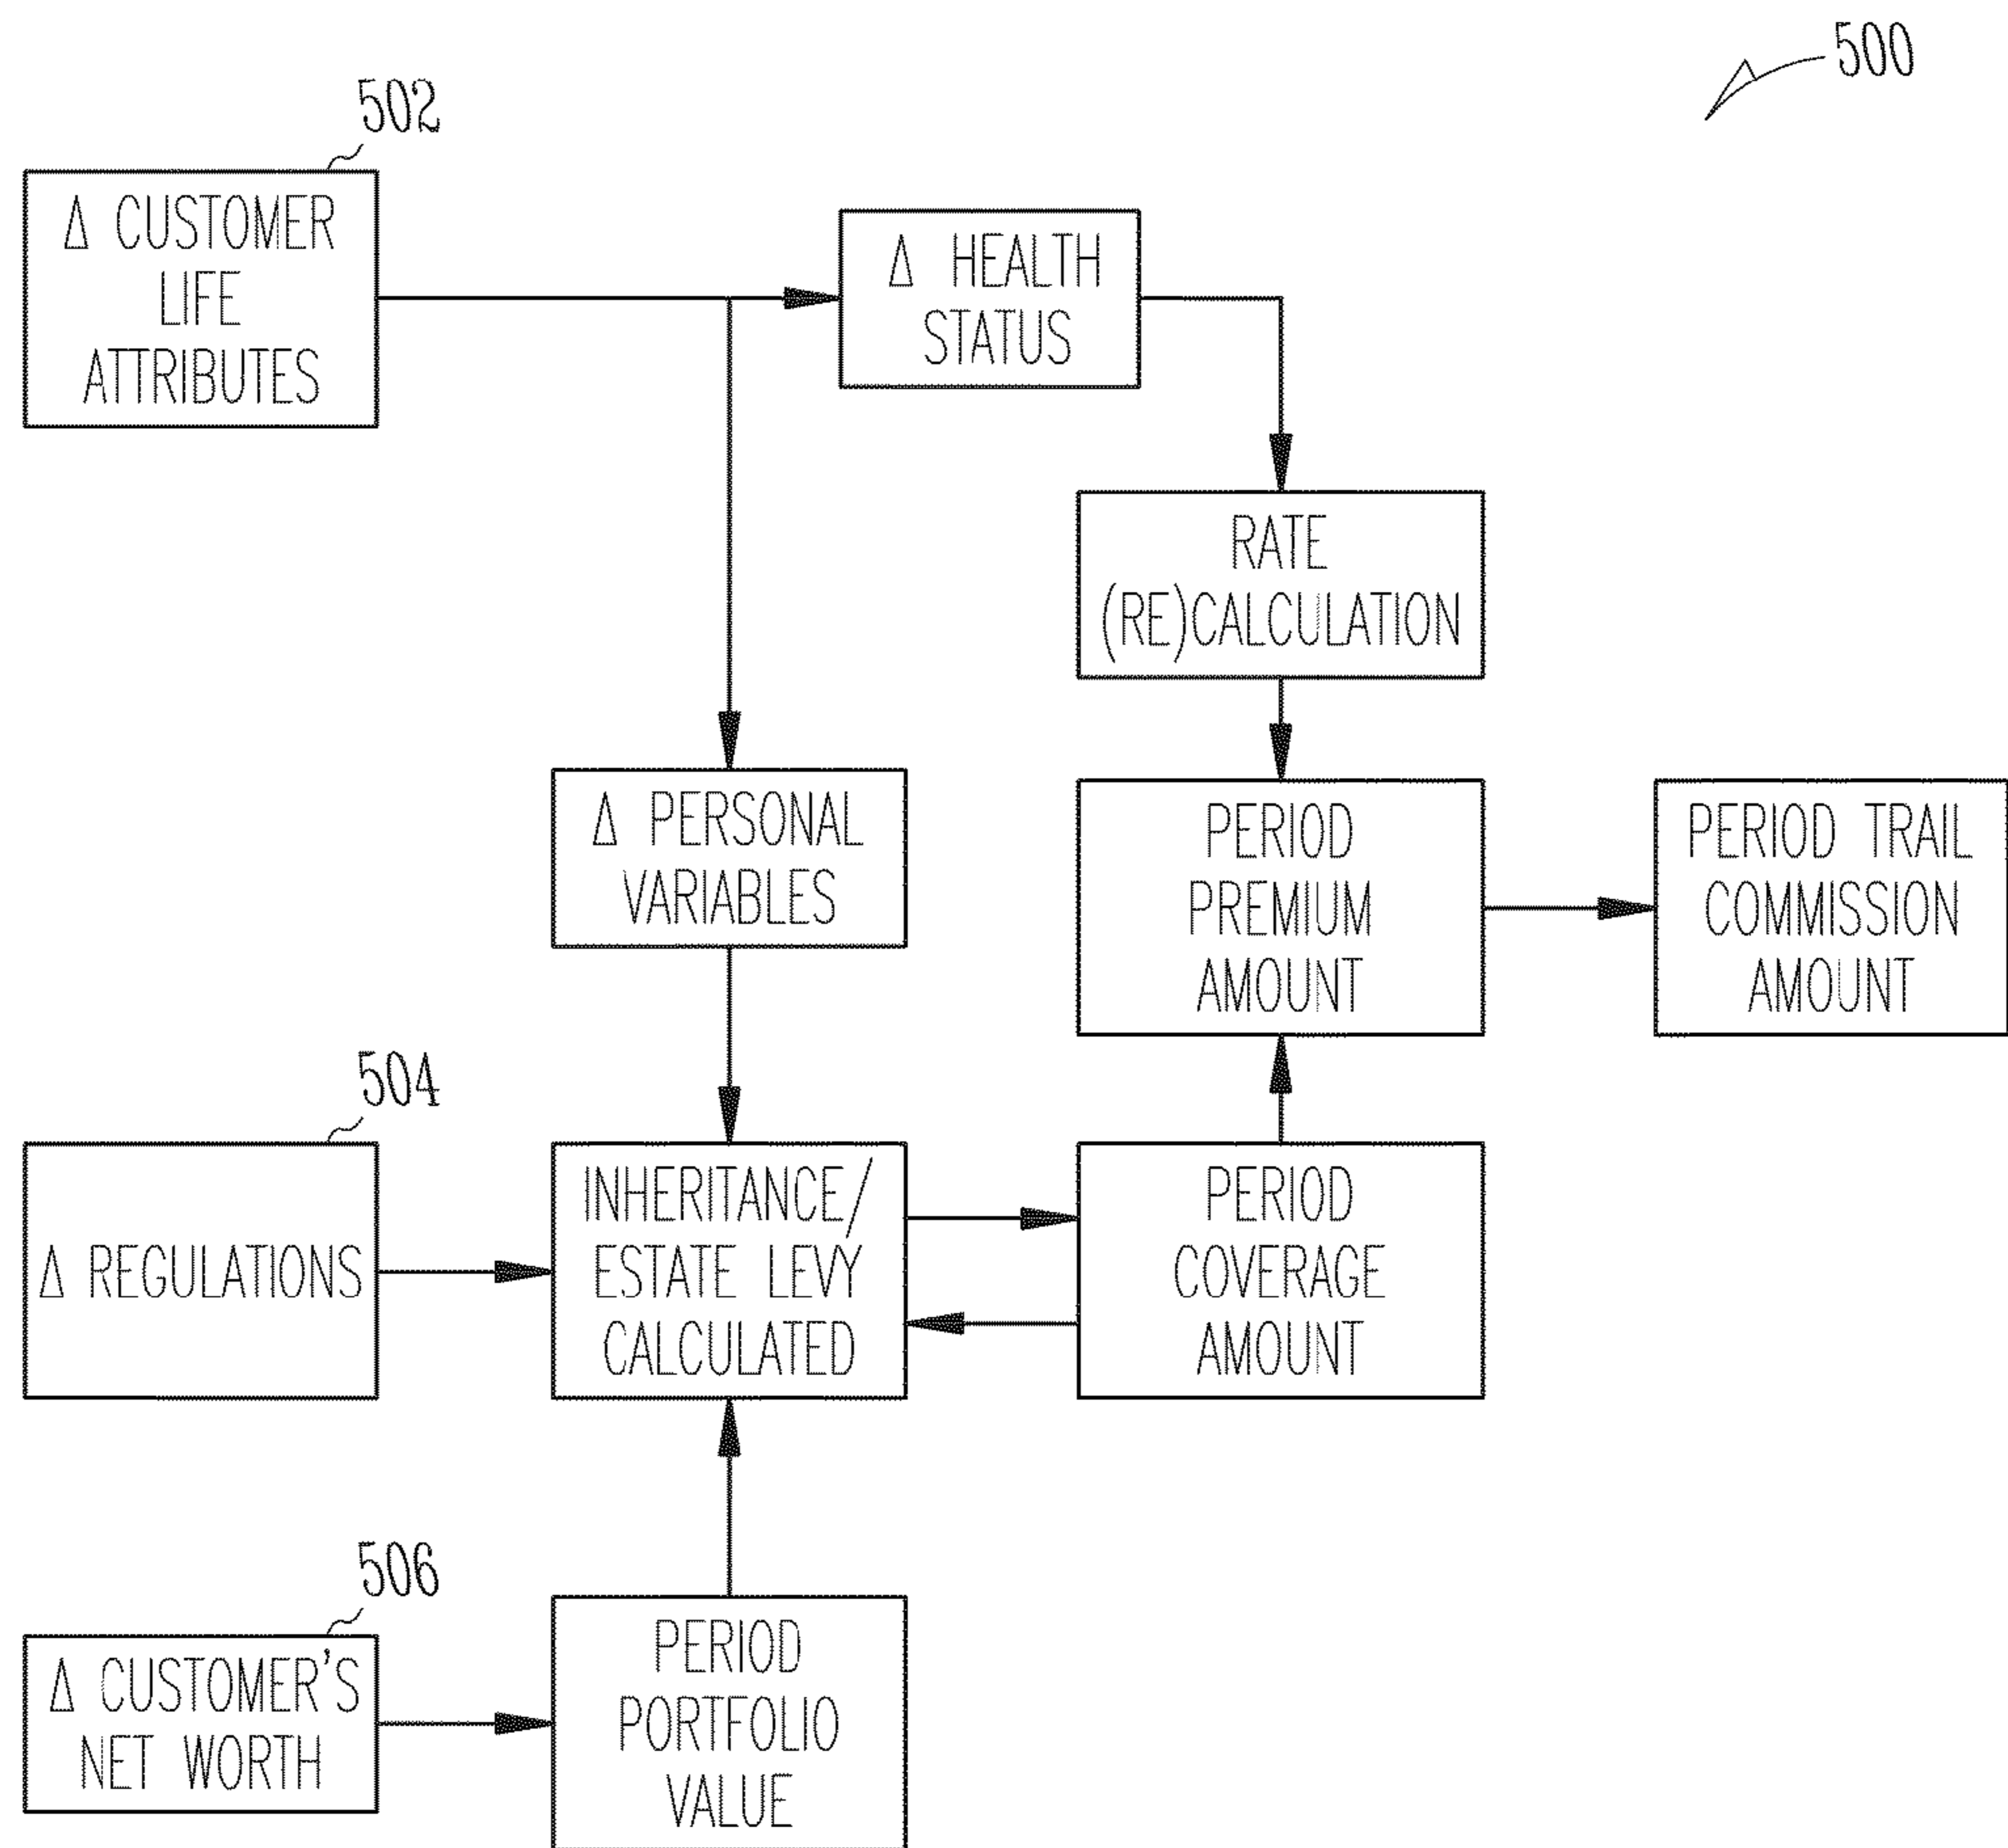 500
502
Δ CUSTOMER
LIFE
ATTRIBUTES
Δ HEALTH
STATUS
RATE
(RE)CALCULATION
Δ PERSONAL
VARIABLES
PERIOD
PREMIUM
AMOUNT
PERIOD TRAIL
COMMISSION
AMOUNT
504
Δ REGULATIONS
INHERITANCE/
ESTATE LEVY
CALCULATED
PERIOD
COVERAGE
AMOUNT
506
Δ CUSTOMER'S
NET WORTH
PERIOD
PORTFOLIO
VALUE